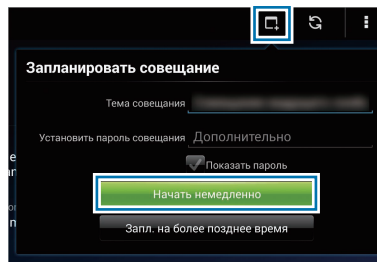 Запланировать совещание
Тема совещания
Установить пароль совещания Дополнительно
Показать пароль
Начать немедленно
Запл. на более позднее время